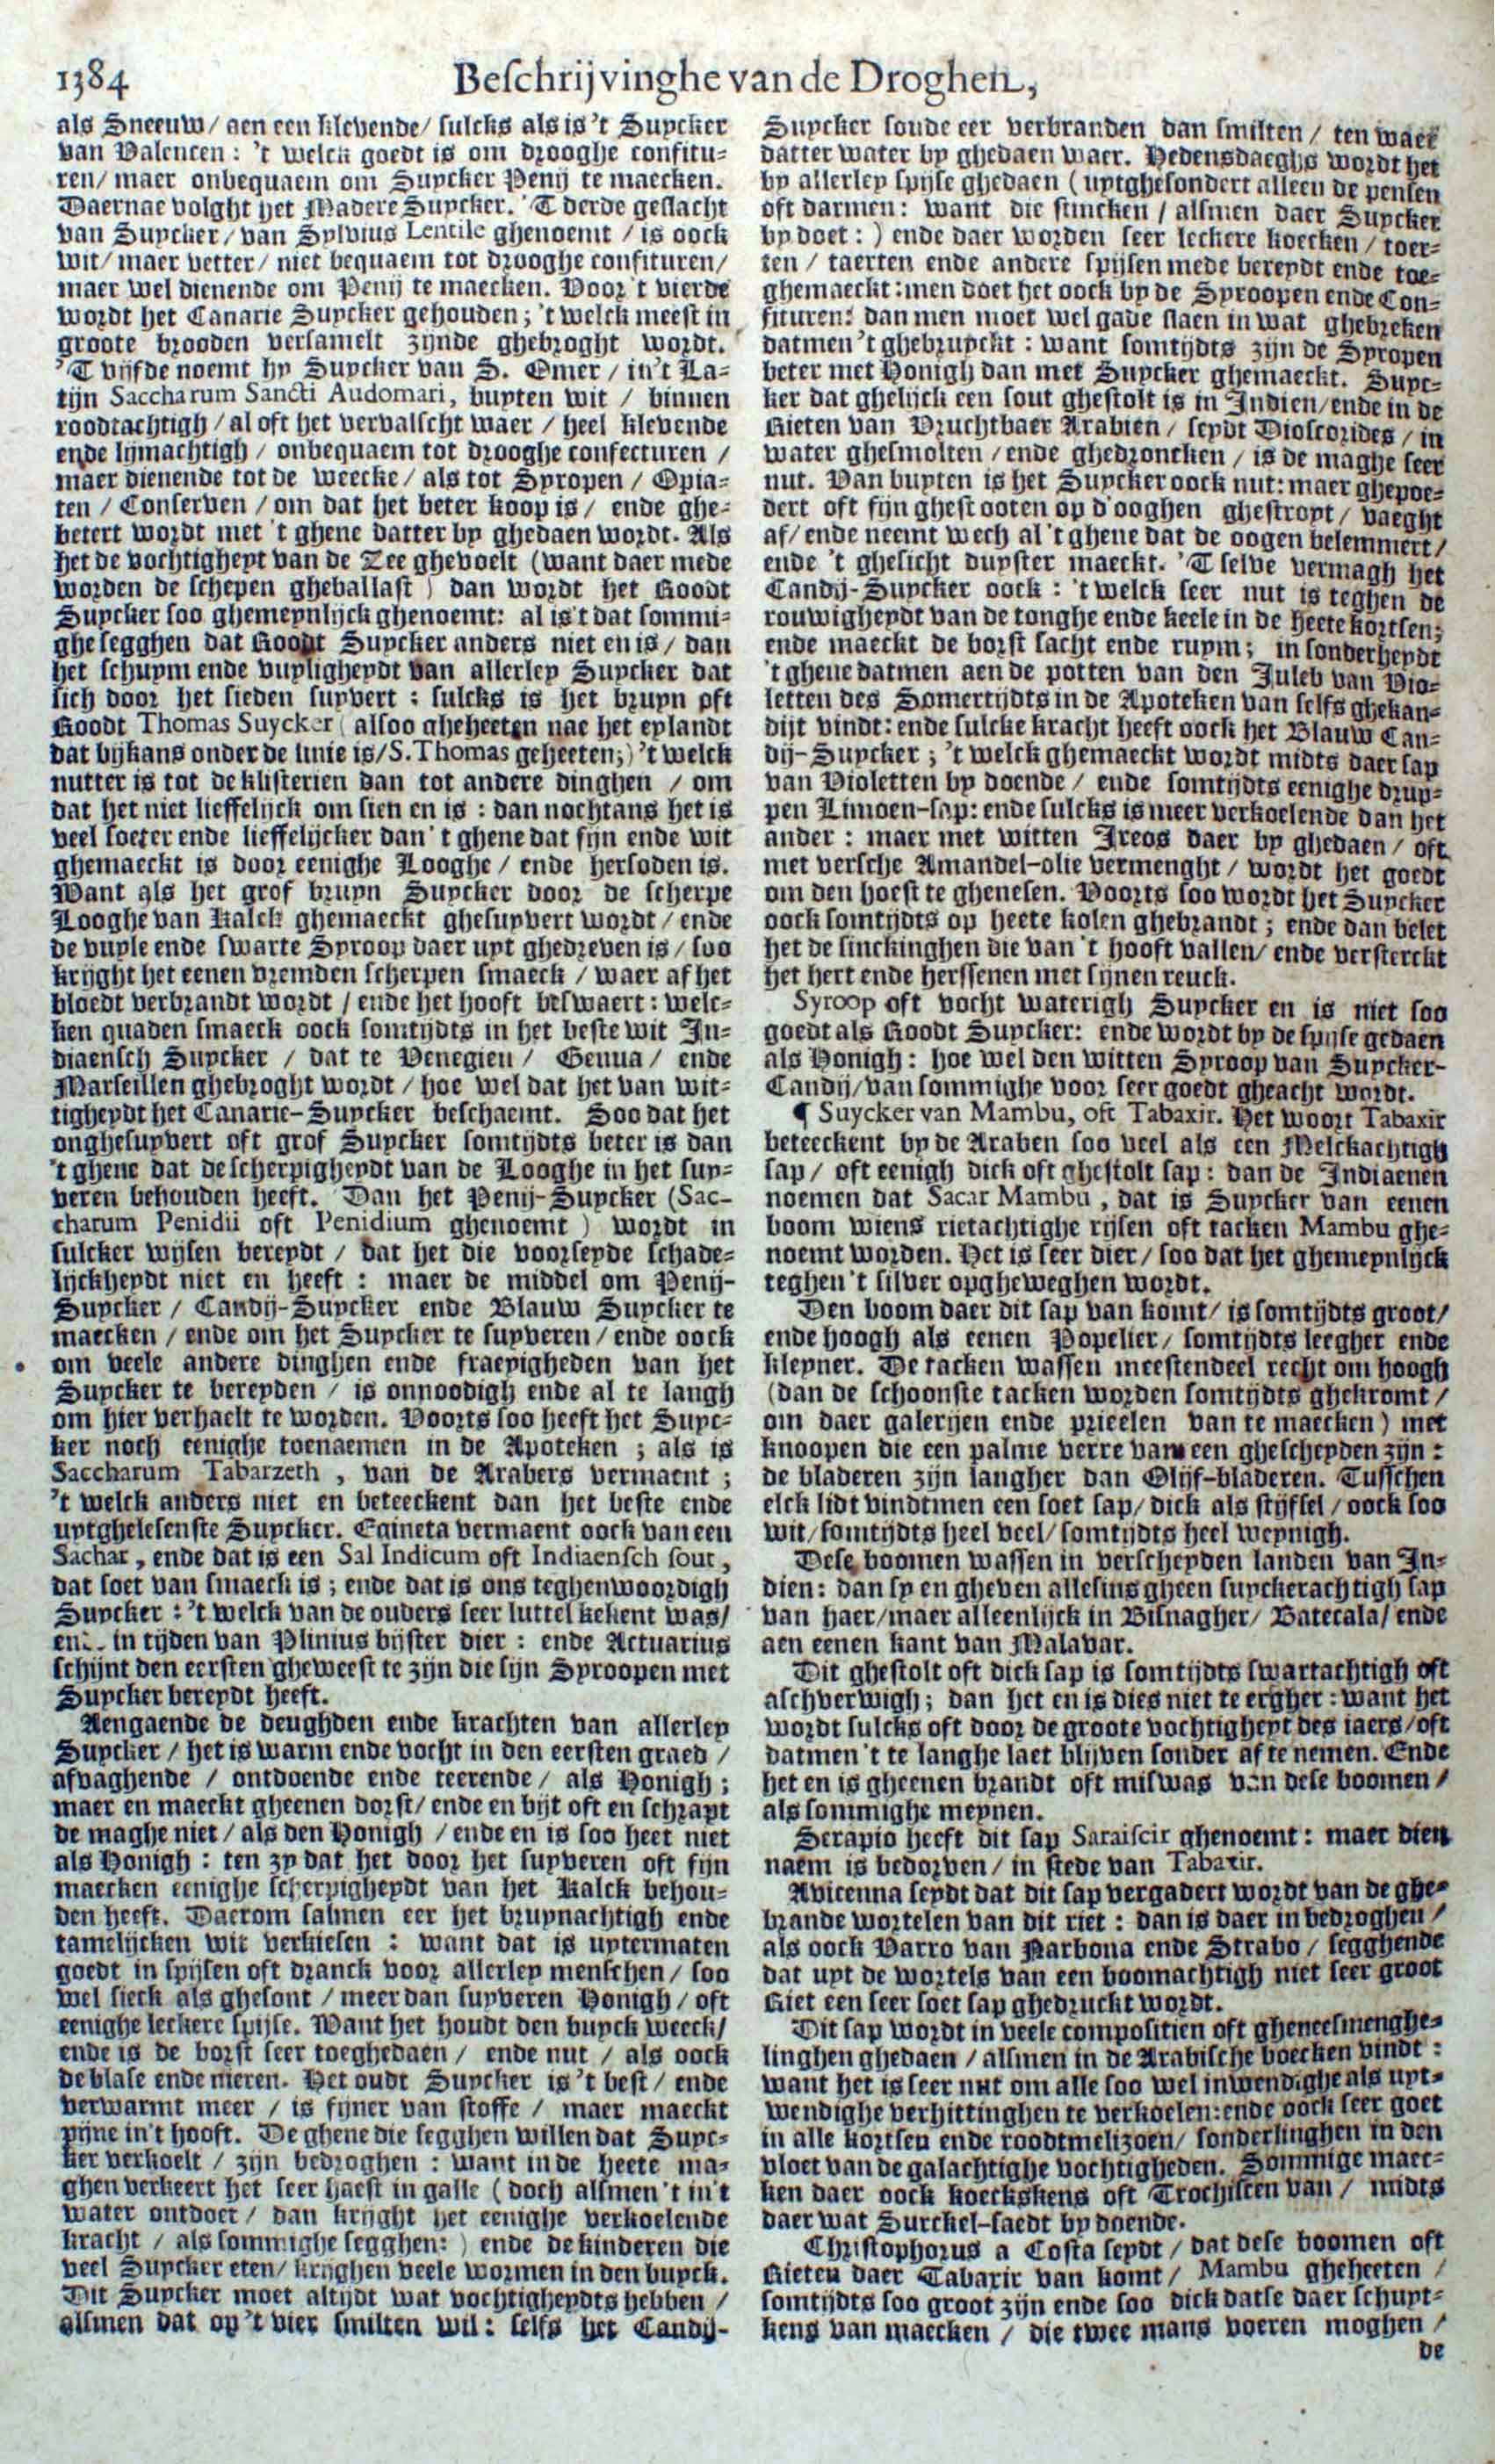 1384
Beschrijvinghe van de Droghen,
als Sneeuw / aen een klevende / sulcks als is 't Suycker
van Valencen : 't welck goedt is om drooghe confitu-
ren / maer onbequaem om Suycker Penij te maecken.
Daernae volght het Madere Suycker. 'T derde geslacht
van Suycker / van Sylvius Lentile ghenoemt / is oock
wit / maer vetter / niet bequaem tot drooghe confituren /
maer wel dienende om Penij te maecken. Voor 't vierde
wordt het Canarie Suycker gehouden ; 't welck meest in
groote brooden versamelt zijnde ghebroght wordt.
'T vijfde noemt hy Suycker van S. Omer / in 't La-
tijn Saccharum Sancti Audomari, buyten wit / binnen
roodtachtigh / al oft het vervalscht waer / heel klevende
ende lijmachtigh / onbequaem tot drooghe confecturen /
maer dienende tot de weecke / als tot Syropen / Opia-
ten / Conserven / om dat het beter koop is / ende ghe-
betert wordt met 't ghene datter by ghedaen wordt. Als
het de vochtigheyt van de Zee ghevoelt (want daer mede
worden de schepen gheballast ) dan wordt het Roodt
Suycker soo ghemeynlijck ghenoemt: al is 't dat sommi-
ghe segghen dat Roodt Suycker anders niet en is / dan
het schuym ende vuyligheydt van allerley Suycker dat
sich door het sieden suyvert : sulcks is het bruyn oft
Roodt Thomas Suycker ( alsoo gheheeten nae het eylandt
dat bijkans onder de linie is / S. Thomas geheeten; ) 't welck
nutter is tot de klisterien dan tot andere dinghen / om
dat het niet lieffelijck om sien en is : dan nochtans het is
veel soeter ende lieffelijcker dan 't ghene dat fijn ende wit
ghemaeckt is door eenighe Looghe / ende hersoden is.
Want als het grof bruyn Suycker door de scherpe
Looghe van Kalck ghemaeckt ghesuyvert wordt / ende
de vuyle ende swarte Syroop daer uyt ghedreven is / soo
krijght het eenen vremden scherpen smaeck / waer af het
bloedt verbrandt wordt / ende het hooft beswaert : welc-
ken quaden smaeck oock somtijdts in het beste wit In-
diaensch Suycker / dat te Venegien / Genua / ende
Marseillen ghebroght wordt / hoe wel dat het van wit-
tigheydt het Canarie-Suycker beschaemt. Soo dat het
onghesuyvert oft grof Suycker somtijdts beter is dan
't ghene dat de scherpigheydt van de Looghe in het suy-
veren behouden heeft. Dan het Penij-Suycker (Sac-
charum Penidii oft Penidium ghenoemt ) wordt in
sulcker wijsen bereydt / dat het die voorseyde schade-
lijckheydt niet en heeft : maer de middel om Penij-
Suycker / Candij-Suycker ende Blauw Suycker te
maecken / ende om het Suycker te suyveren / ende oock
om veele andere dinghen ende fraeyigheden van het
Suycker te bereyden / is onnoodigh ende al te langh
om hier verhaelt te worden. Voorts soo heeft het Suyc-
ker noch eenighe toenaemen in de Apoteken ; als is
Saccharum Tabarzeth , van de Arabers vermaent ;
't welck anders niet en beteeckent dan het beste ende
uytghelesenste Suycker. Egineta vermaent oock van een
Sachar , ende dat is een Sal Indicum oft Indiaensch sout ,
dat soet van smaeck is ; ende dat is ons teghenwoordigh
Suycker : 't welck van de ouders seer luttel bekent was /
en in tijden van Plinius bijster dier : ende Actuarius
schijnt den eersten gheweest te zijn die sijn Syroopen met
Suycker bereydt heeft.
Aengaende de deughden ende krachten van allerley
Suycker / het is warm ende vocht in den eersten graed /
afvaghende / ontdoende ende teerende / als Honigh ;
maer en maeckt gheenen dorst / ende en bijt oft en schrapt
de maghe niet / als den Honigh / ende en is soo heet niet
als Honigh : ten zy dat het door het suyveren oft fijn
maecken eenighe scherpigheydt van het Kalck behou-
den heeft. Daerom salmen eer het bruynachtigh ende
tamelijcken wit verkiesen : want dat is uytermaten
goedt in spijsen oft dranck voor allerley menschen / soo
wel sieck als ghesont / meer dan suyveren Honigh / oft
eenighe leckere spijse. Want het houdt den buyck weeck /
ende is de borst seer toeghedaen / ende nut / als oock
de blase ende nieren. Het oudt Suycker is 't best / ende
verwarmt meer / is fijner van stoffe / maer maeckt
pijne in 't hooft. De ghene die segghen willen dat Suyc-
ker verkoelt / zijn bedroghen : want in de heete ma-
ghen verkeert het seer haest in galle ( doch alsmen 't in 't
water ontdoet / dan krijght het eenighe verkoelende
kracht / als sommighe segghen: ) ende de kinderen die
veel Suycker eten / krijghen veele wormen in den buyck.
Dit Suycker moet altijdt wat vochtigheydts hebben /
alsmen dat op 't vier smilten wil : selfs het Candij-
Suycker soude eer verbranden dan smilten / ten waer
datter water by ghedaen waer. Hedensdaeghs wordt het
by allerley spijse ghedaen ( uytghesondert alleen de pensen
oft darmen: want die stincken / alsmen daer Suycker
by doet : ) ende daer worden seer leckere koecken / toer-
ten / taerten ende andere spijsen mede bereydt ende toe-
ghemaeckt : men doet het oock by de Syroopen ende Con-
fituren: dan men moet wel gade slaen in wat ghebreken
datmen 't ghebruyckt : want somtijdts zijn de Syropen
beter met Honigh dan met Suycker ghemaeckt. Suyc-
ker dat ghelijck een sout ghestolt is in Indien / ende in de
Rieten van Vruchtbaer Arabien / seydt Dioscorides / in
water ghesmolten / ende ghedroncken / is de maghe seer
nut. Van buyten is het Suycker oock nut: maer ghepoe-
dert oft fijn ghestooten op d'ooghen ghestroyt / vaeght
af / ende neemt wech al 't ghene dat de oogen belemmert /
ende 't ghesicht duyster maeckt. 'T selve vermagh het
Candij-Suycker oock : 't welck seer nut is teghen de
rouwigheydt van de tonghe ende keele in de heete kortsen;
ende maeckt de borst sacht ende ruym ; in sonderheydt
't ghene datmen aen de potten van den Juleb van Vio-
letten des Somertijdts in de Apoteken van selfs ghekan-
dijt vindt: ende sulcke kracht heeft oock het Blauw Can-
dij-Suycker ; 't welck ghemaeckt wordt midts daer sap
van Violetten by doende / ende somtijdts eenighe drup-
pen Limoen-sap: ende sulcks is meer verkoelende dan het
ander : maer met witten Ireos daer by ghedaen / oft
met versche Amandel-olie vermenght / wordt het goedt
om den hoest te ghenesen. Voorts soo wordt het Suycker
oock somtijdts op heete kolen ghebrandt ; ende dan belet
het de sinckinghen die van 't hooft vallen / ende versterckt
het hert ende herssenen met sijnen reuck.
Syroop oft vocht waterigh Suycker en is niet soo
goedt als Roodt Suycker: ende wordt by de spijse gedaen
als Honigh : hoe wel den witten Syroop van Suycker-
Candij / van sommighe voor seer goedt gheacht wordt.
¶ Suycker van Mambu, oft Tabaxir. Het woort Tabaxir
beteeckent by de Araben soo veel als een Melckachtigh
sap / oft eenigh dick oft ghestolt sap : dan de Indiaenen
noemen dat Sacar Mambu , dat is Suycker van eenen
boom wiens rietachtighe rijsen oft tacken Mambu ghe-
noemt worden. Het is seer dier / soo dat het ghemeynlijck
teghen 't silver opgheweghen wordt.
Den boom daer dit sap van komt / is somtijdts groot /
ende hoogh als eenen Popelier / somtijdts leegher ende
kleyner. De tacken wassen meestendeel recht om hoogh
(dan de schoonste tacken worden somtijdts ghekromt /
om daer galerijen ende prieelen van te maecken ) met
knoopen die een palme verre van een ghescheyden zijn :
de bladeren zijn langher dan Olijf-bladeren. Tusschen
elck lidt vindtmen een soet sap / dick als stijfsel / oock soo
wit / somtijdts heel veel / somtijdts heel weynigh.
Dese boomen wassen in verscheyden landen van In-
dien : dan sy en gheven allesins gheen suyckerachtigh sap
van haer / maer alleenlijck in Bisnagher / Batecala / ende
aen eenen kant van Malavar.
Dit ghestolt oft dick sap is somtijdts swartachtigh oft
aschverwigh ; dan het en is dies niet te ergher : want het
wordt sulcks oft door de groote vochtigheyt des iaers / oft
datmen 't te langhe laet blijven sonder af te nemen. Ende
het en is gheenen brandt oft miswas van dese boomen /
als sommighe meynen.
Serapio heeft dit sap Saraiscir ghenoemt : maer dien
naem is bedorven / in stede van Tabaxir.
Avicenna seydt dat dit sap vergadert wordt van de ghe-
brande wortelen van dit riet : dan is daer in bedroghen /
als oock Varro van Narbona ende Strabo / segghende
dat uyt de wortels van een boomachtigh niet seer groot
Riet een seer soet sap ghedruckt wordt.
Dit sap wordt in veele compositien oft gheneesmenghe-
linghen ghedaen / alsmen in de Arabische boecken vindt :
want het is seer nut om alle soo wel inwendighe als uyt-
wendighe verhittinghen te verkoelen: ende oock seer goet
in alle kortsen ende roodtmelizoen / sonderlinghen in den
vloet van de galachtighe vochtigheden. Sommige maec-
ken daer oock koeckskens oft Trochiscen van / midts
daer wat Surckel-saedt by doende.
Christophorus a Costa seydt / dat dese boomen oft
Rieten daer Tabaxir van komt / Mambu gheheeten /
somtijdts soo groot zijn ende soo dick datse daer schuyt-
kens van maecken / die twee mans voeren moghen /
de